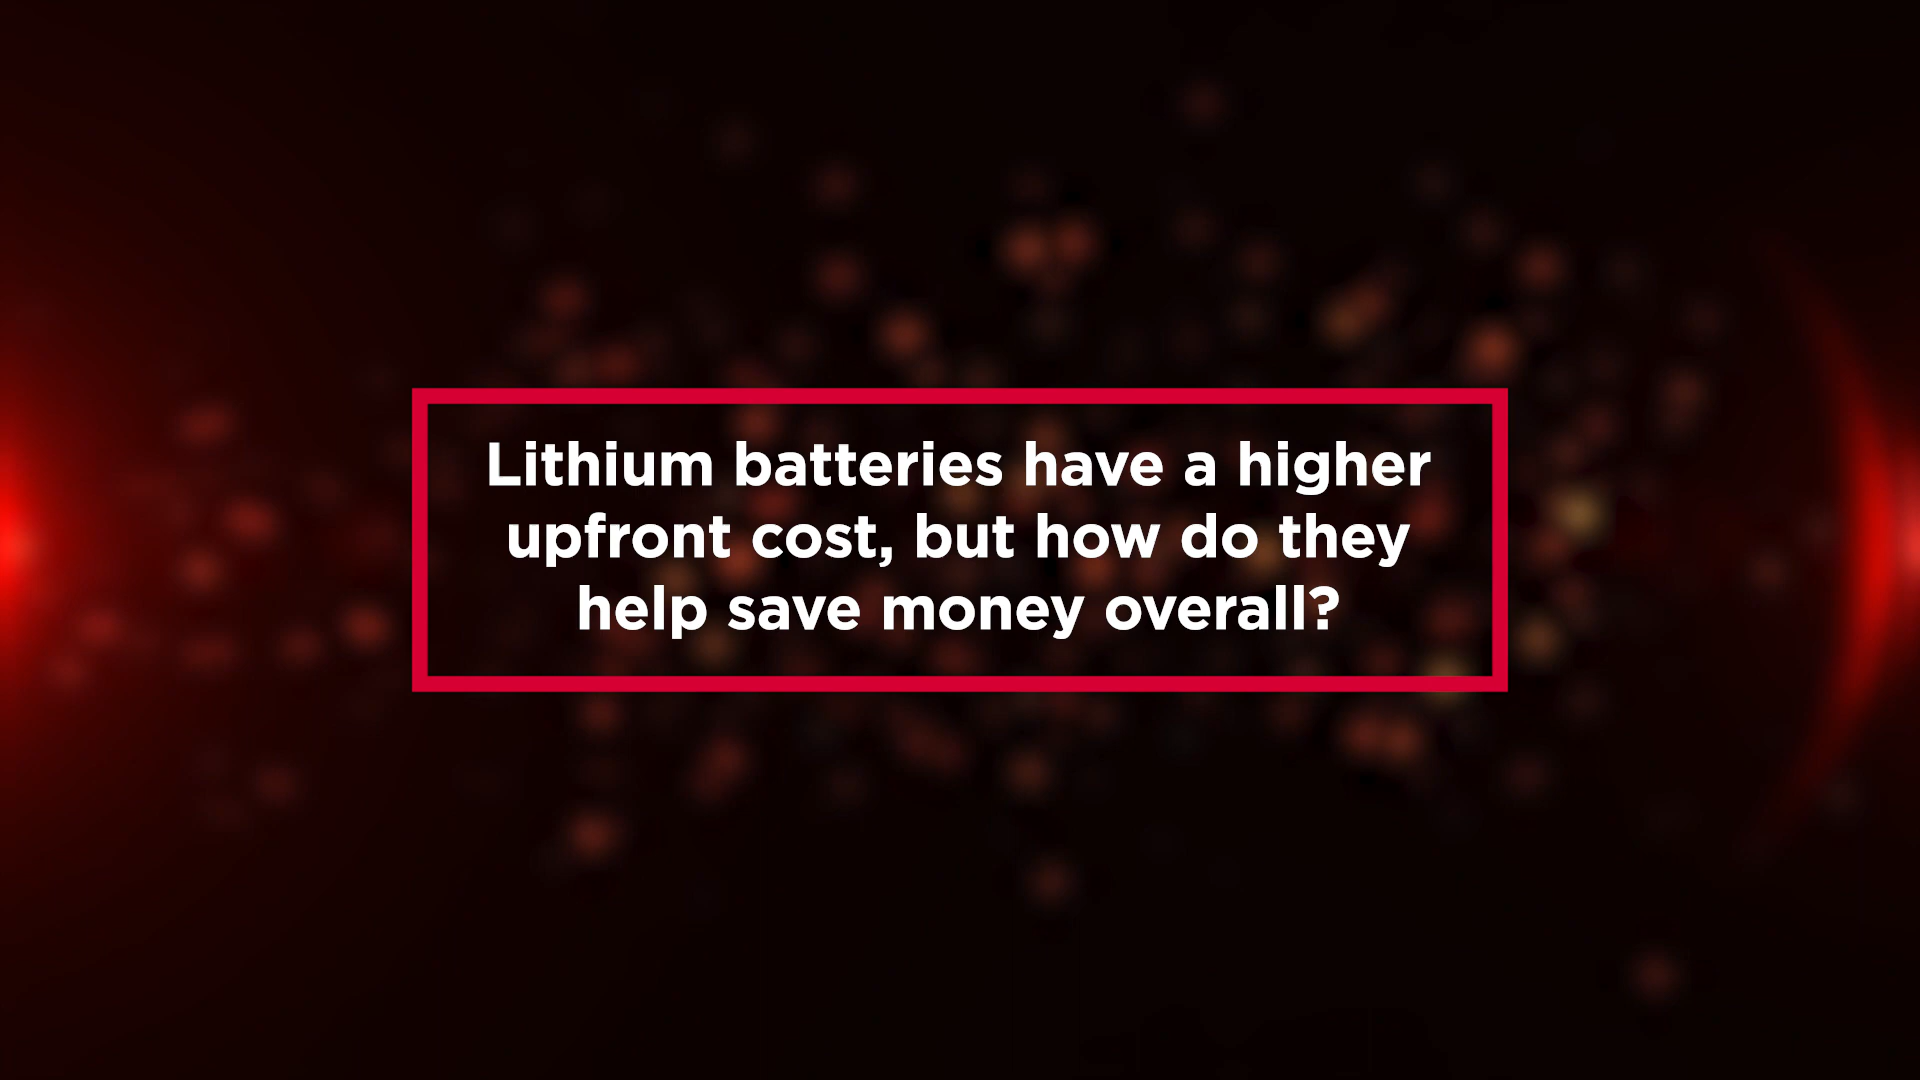 Lithium batteries have a higher
upfront cost, but how do they
help save money overall?